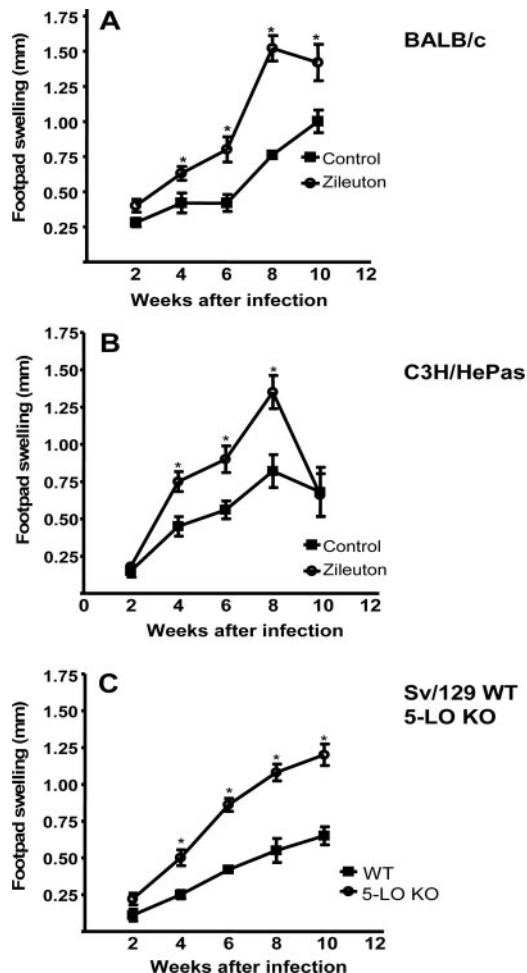 A
BALB/c
Footpad swelling (mm)
1.75
1.50
1.25
1.00
0.75
0.50
0.25
* * * *
Control
Zileuton
2 4 6 8 10 12
Weeks after infection
B
C3H/HePas
Footpad swelling (mm)
1.75
1.50
1.25
1.00
0.75
0.50
0.25
* * *
Control
Zileuton
0 2 4 6 8 10 12
Weeks after infection
C
Sv/129 WT
5-LO KO
Footpad swelling (mm)
1.75
1.50
1.25
1.00
0.75
0.50
0.25
* * * *
WT
5-LO KO
2 4 6 8 10 12
Weeks after infection